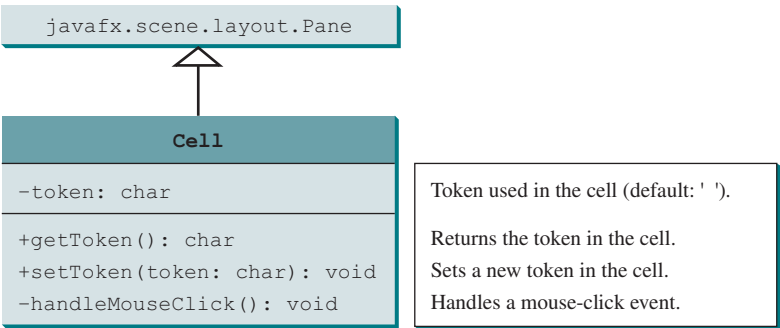 javafx.scene.layout.Pane
Cell
-token: char
+getToken(): char
+setToken(token: char): void
-handleMouseClick(): void
Token used in the cell (default: ' ').
Returns the token in the cell.
Sets a new token in the cell.
Handles a mouse-click event.